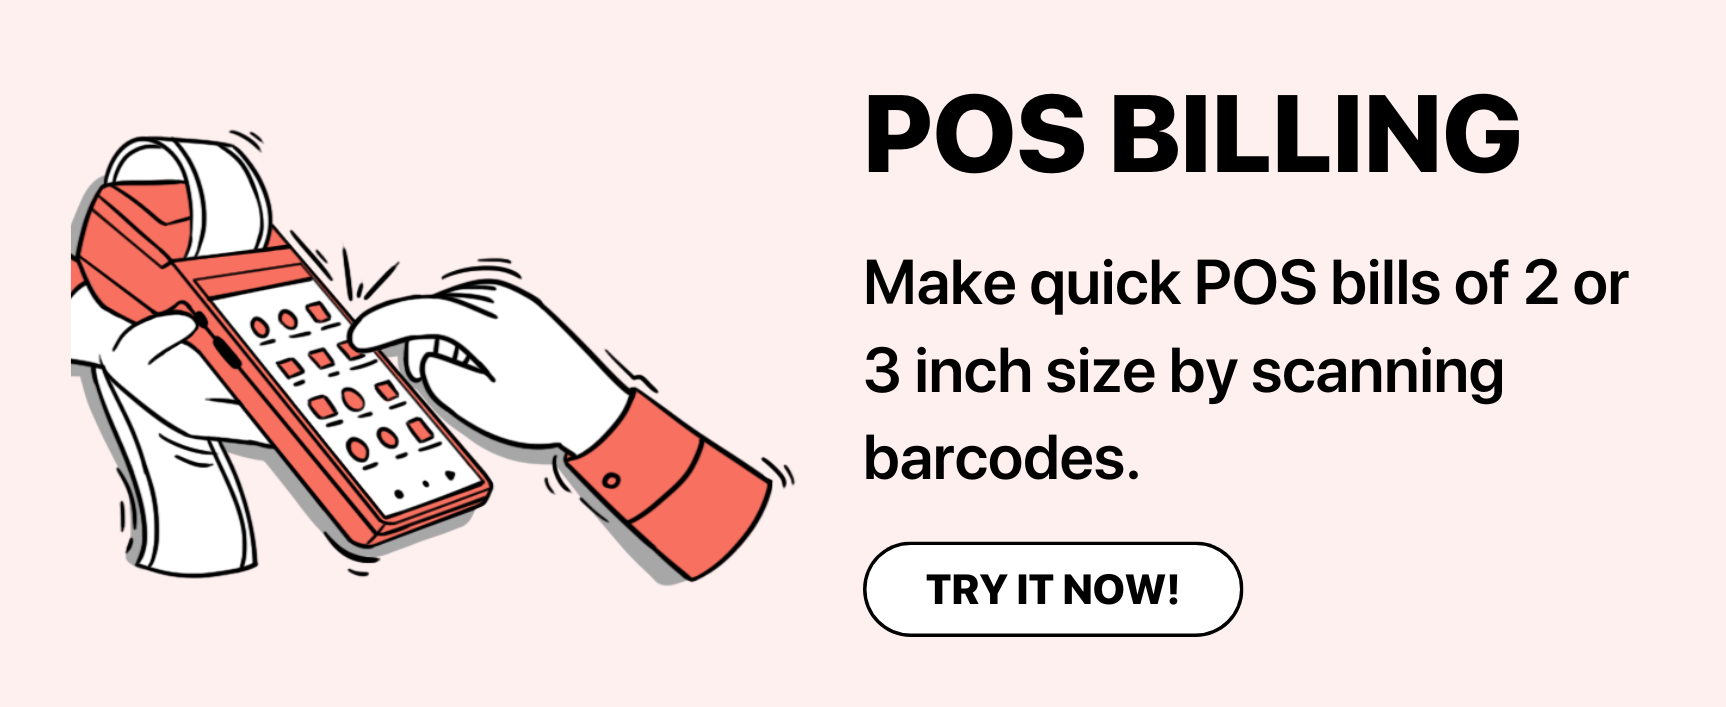 POS BILLING
Make quick POS bills of 2 or
3 inch size by scanning
barcodes.
TRY IT NOW!